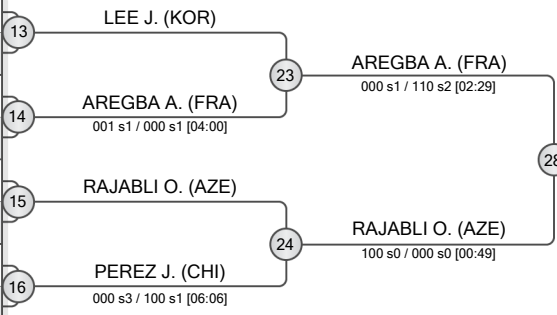 LEE J. (KOR)
13
23
AREGBA A. (FRA)
000 s1 / 110 s2 [02:29]
AREGBA A. (FRA)
14
001 s1 / 000 s1 [04:00]
28
RAJABLI O. (AZE)
15
24
RAJABLI O. (AZE)
100 s0 / 000 s0 [00:49]
PEREZ J. (CHI)
16
000 s3 / 100 s1 [06:06]